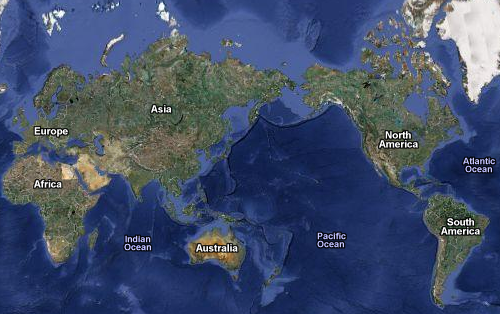 Asia
Europe
North
America
Atlantic
Ocean
Africa
South
America
Indian
Ocean
Australia
Pacific
Ocean